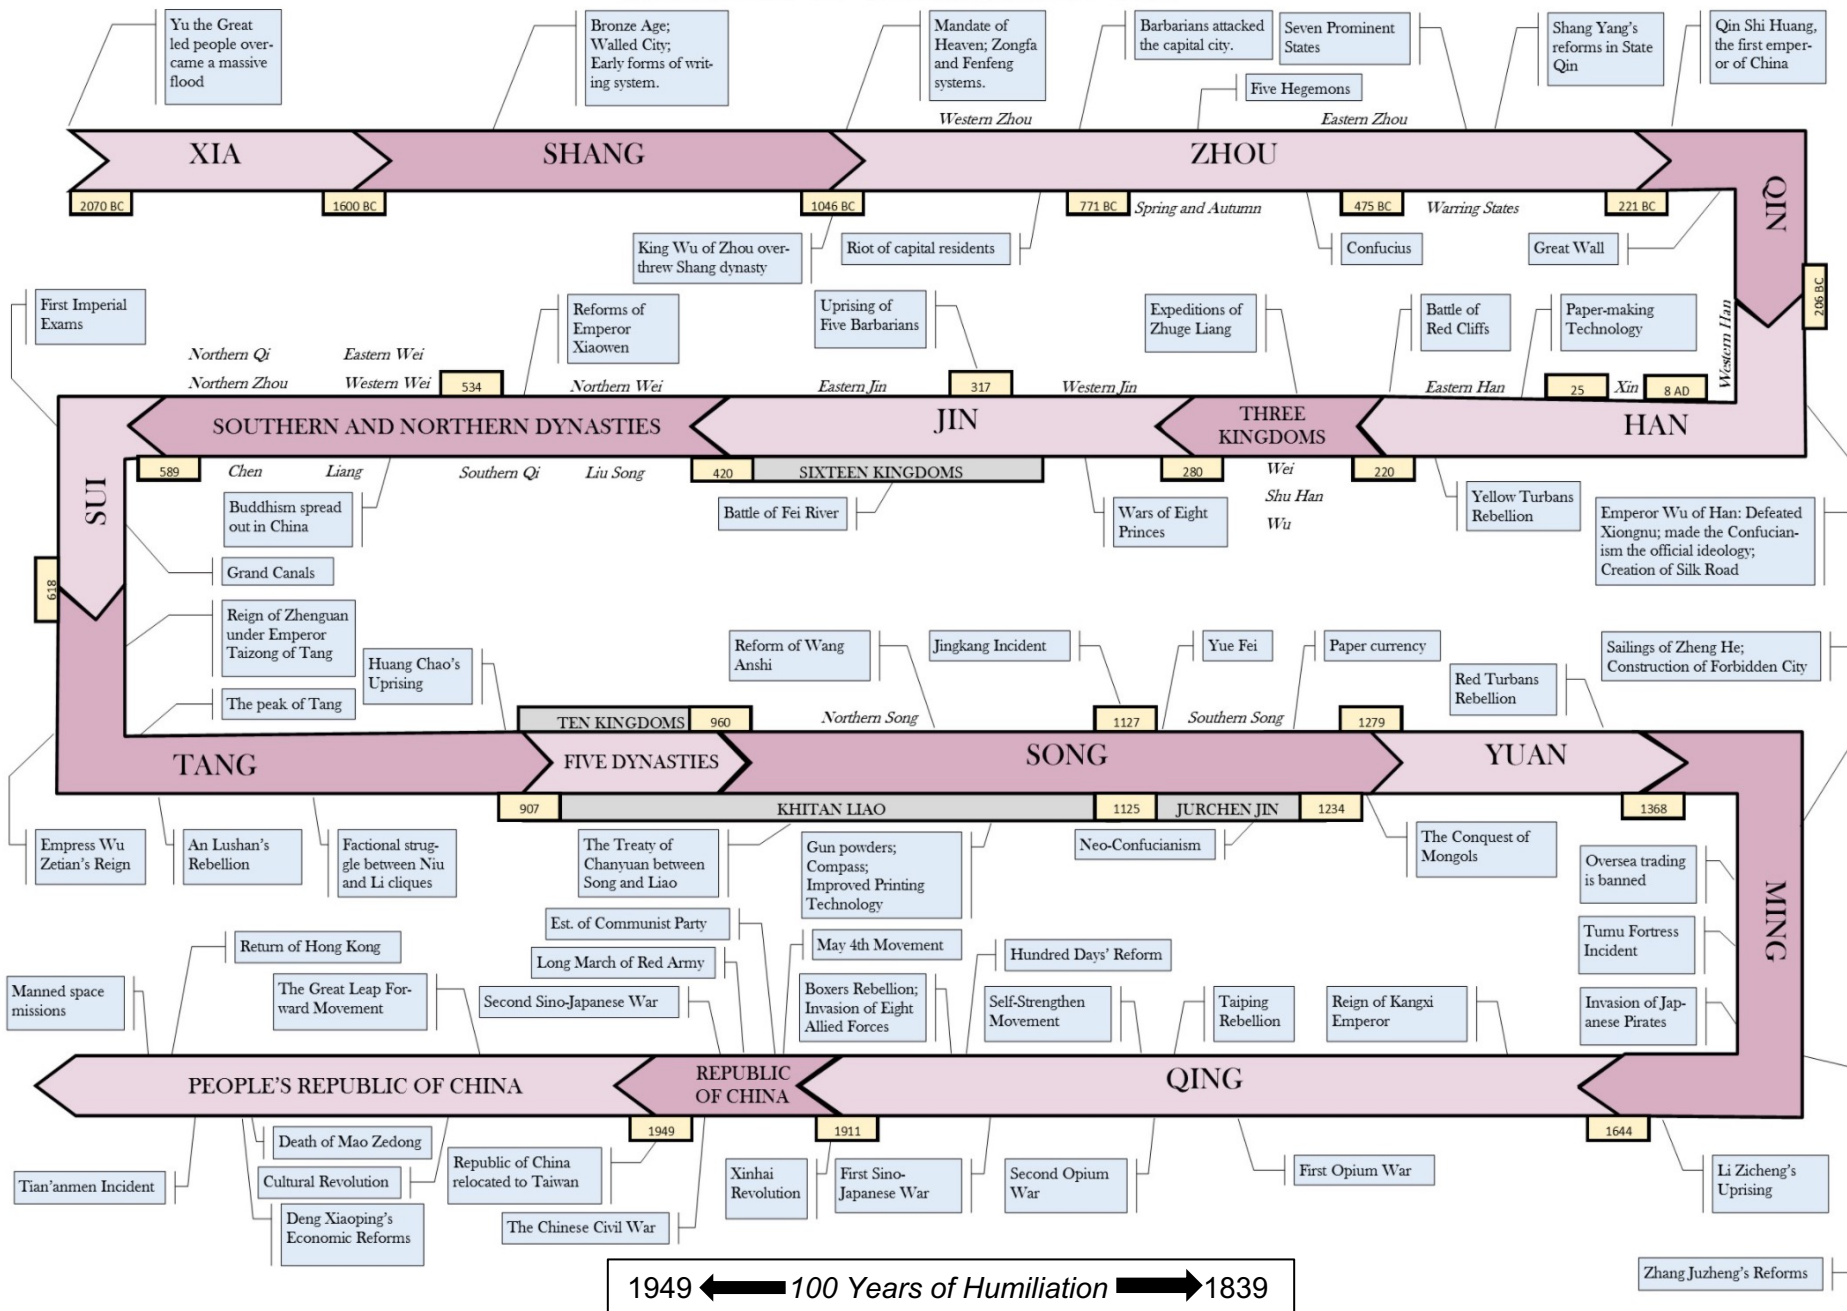 Yu the Great
led people over-
came a massive
flood
Bronze Age;
Walled City;
Early forms of writ-
ing system.
Mandate of
Heaven; Zongfa
and Fenfeng
systems.
Barbarians attacked
the capital city.
Seven Prominent
States
Shang Yang's
reforms in State
Qin
Qin Shi Huang,
the first emper-
or of China
Five Hegemons
Western Zhou
Eastern Zhou
XIA
SHANG
ZHOU
QIN
2070 BC
1600 BC
1046 BC
771 BC
Spring and Autumn
475 BC
Warring States
221 BC
King Wu of Zhou over-
threw Shang dynasty
Riot of capital residents
Confucius
Great Wall
206 BC
First Imperial
Exams
Reforms of
Emperor
Xiaowen
Uprising of
Five Barbarians
Expeditions of
Zhuge Liang
Battle of
Red Cliffs
Paper-making
Technology
Western Han
Northern Qi
Eastern Wei
Northern Zhou
Western Wei
534
Northern Wei
Eastern Jin
317
Western Jin
Eastern Han
25
Xin
8 AD
SOUTHERN AND NORTHERN DYNASTIES
JIN
THREE
KINGDOMS
HAN
589
Chen
Liang
Southern Qi
Liu Song
420
SIXTEEN KINGDOMS
280
Wei
Shu Han
Wu
220
SUI
Buddhism spread
out in China
Battle of Fei River
Wars of Eight
Princes
Yellow Turbans
Rebellion
Emperor Wu of Han: Defeated
Xiongnu; made the Confucian-
ism the official ideology;
Creation of Silk Road
Grand Canals
618
Reign of Zhenguan
under Emperor
Taizong of Tang
Huang Chao's
Uprising
Reform of Wang
Anshi
Jingkang Incident
Yue Fei
Paper currency
Sailings of Zheng He;
Construction of Forbidden City
Red Turbans
Rebellion
The peak of Tang
TEN KINGDOMS
960
Northern Song
1127
Southern Song
1279
TANG
FIVE DYNASTIES
SONG
YUAN
907
KHITAN LIAO
1125
JURCHEN JIN
1234
1368
MING
Empress Wu
Zetian's Reign
An Lushan's
Rebellion
Factional strug-
gle between Niu
and Li cliques
The Treaty of
Chanyuan between
Song and Liao
Gun powders;
Compass;
Improved Printing
Technology
Neo-Confucianism
The Conquest of
Mongols
Oversea trading
is banned
Tumu Fortress
Incident
Invasion of Jap-
anese Pirates
Est. of Communist Party
Return of Hong Kong
Long March of Red Army
May 4th Movement
Hundred Days' Reform
Manned space
missions
The Great Leap For-
ward Movement
Second Sino-Japanese War
Boxers Rebellion;
Invasion of Eight
Allied Forces
Self-Strengthen
Movement
Taiping
Rebellion
Reign of Kangxi
Emperor
PEOPLE'S REPUBLIC OF CHINA
REPUBLIC
OF CHINA
QING
1949
1911
1644
Death of Mao Zedong
Tian'anmen Incident
Cultural Revolution
Deng Xiaoping's
Economic Reforms
Republic of China
relocated to Taiwan
The Chinese Civil War
Xinhai
Revolution
First Sino-
Japanese War
Second Opium
War
First Opium War
Li Zicheng's
Uprising
Zhang Juzheng's Reforms
1949 100 Years of Humiliation 1839